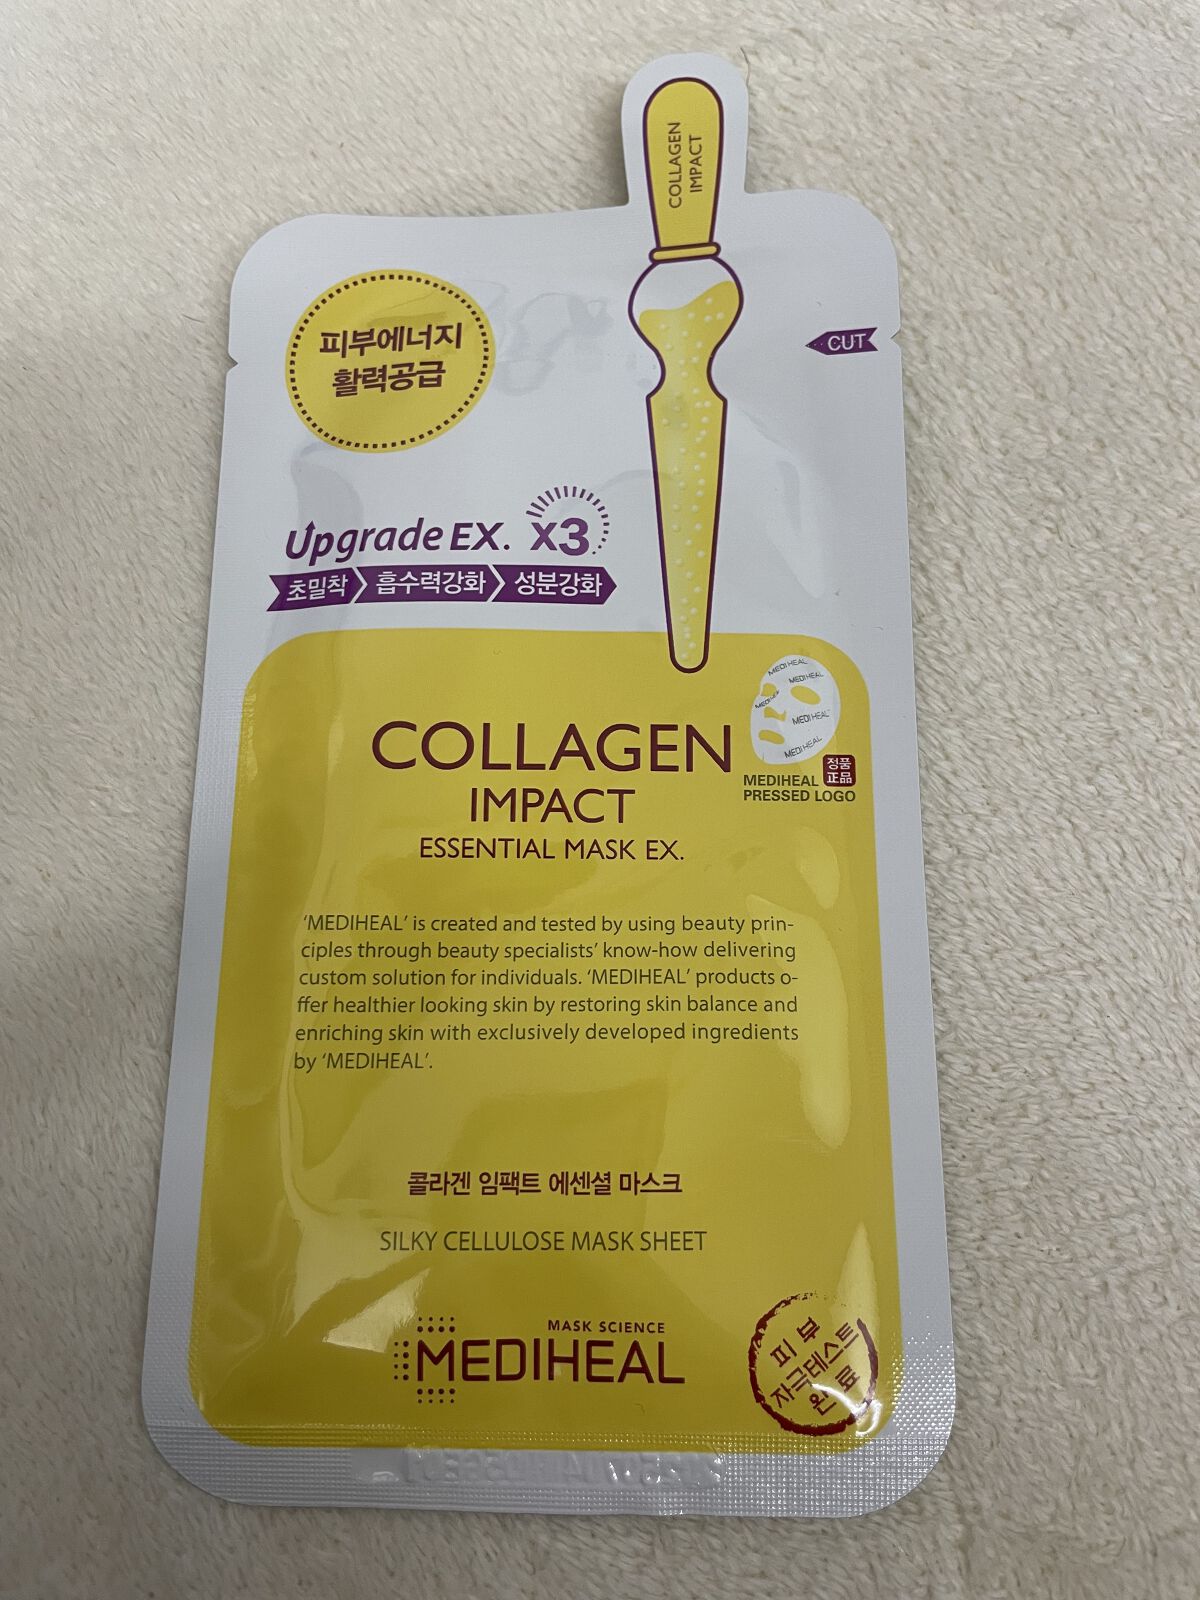 COLLAGEN
IMPACT
피부에너지
활력공급
CUT
Upgrade EX. x3
초밀착 흡수력강화 성분강화
COLLAGEN
IMPACT
ESSENTIAL MASK EX.
MEDIHEAL
MEDIHEAL
MEDIHEAL
MEDIHEAL
MEDIHEAL
MEDIHEAL 정품
正品
PRESSED LOGO
‘MEDIHEAL’ is created and tested by using beauty prin-
ciples through beauty specialists’ know-how delivering
custom solution for individuals. ‘MEDIHEAL’ products o-
ffer healthier looking skin by restoring skin balance and
enriching skin with exclusively developed ingredients
by ‘MEDIHEAL’.
콜라겐 임팩트 에센셜 마스크
SILKY CELLULOSE MASK SHEET
MASK SCIENCE
MEDIHEAL
피부
자극테스트
완료